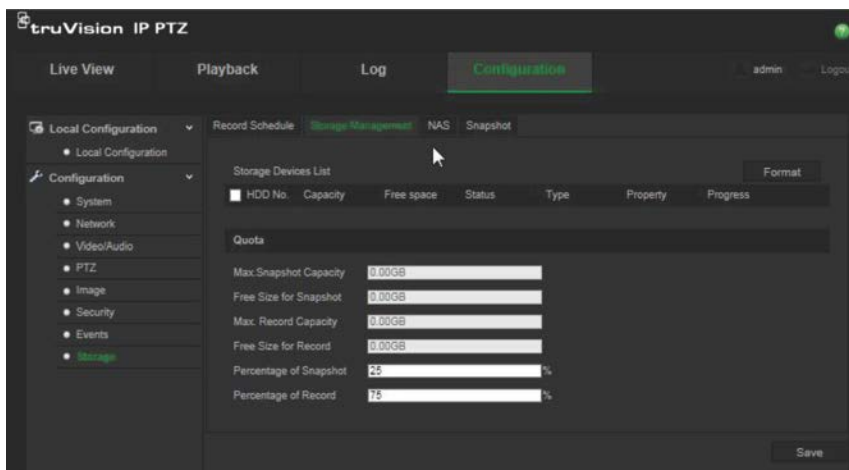 truVision IP PTZ
?
Live View Playback Log Configuration admin Logou
Local Configuration
Local Configuration
Configuration
System
Network
Video/Audio
PTZ
Image
Security
Events
Storage
Record Schedule Storage Management NAS Snapshot
Storage Devices List Format
HDD No. Capacity Free space Status Type Property Progress
Quota
Max.Snapshot Capacity 0.00GB
Free Size for Snapshot 0.00GB
Max. Record Capacity 0.00GB
Free Size for Record 0.00GB
Percentage of Snapshot 25 %
Percentage of Record 75 %
Save